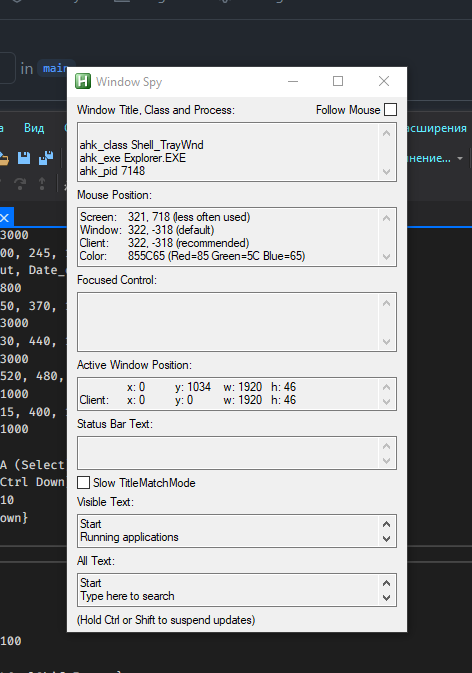 in main
Window Spy
Window Title, Class and Process:
Follow Mouse
ahk_class Shell_TrayWnd
ahk_exe Explorer.EXE
ahk_pid 7148
Mouse Position:
Screen: 321, 718 (less often used)
Window: 322, -318 (default)
Client: 322, -318 (recommended)
Color: 855C65 (Red=85 Green=5C Blue=65)
Focused Control:
Active Window Position:
x: 0 y: 1034 w: 1920 h: 46
Client: x: 0 y: 0 w: 1920 h: 46
Status Bar Text:
Slow TitleMatchMode
Visible Text:
Start
Running applications
All Text:
Start
Type here to search
(Hold Ctrl or Shift to suspend updates)
Вид
асширения
нение...
3000
00, 245,
ut, Date_
800
50, 370,
3000
30, 440,
3000
520, 480,
1000
15, 400,
1000
A (Select
Ctrl Down
10
own}
100